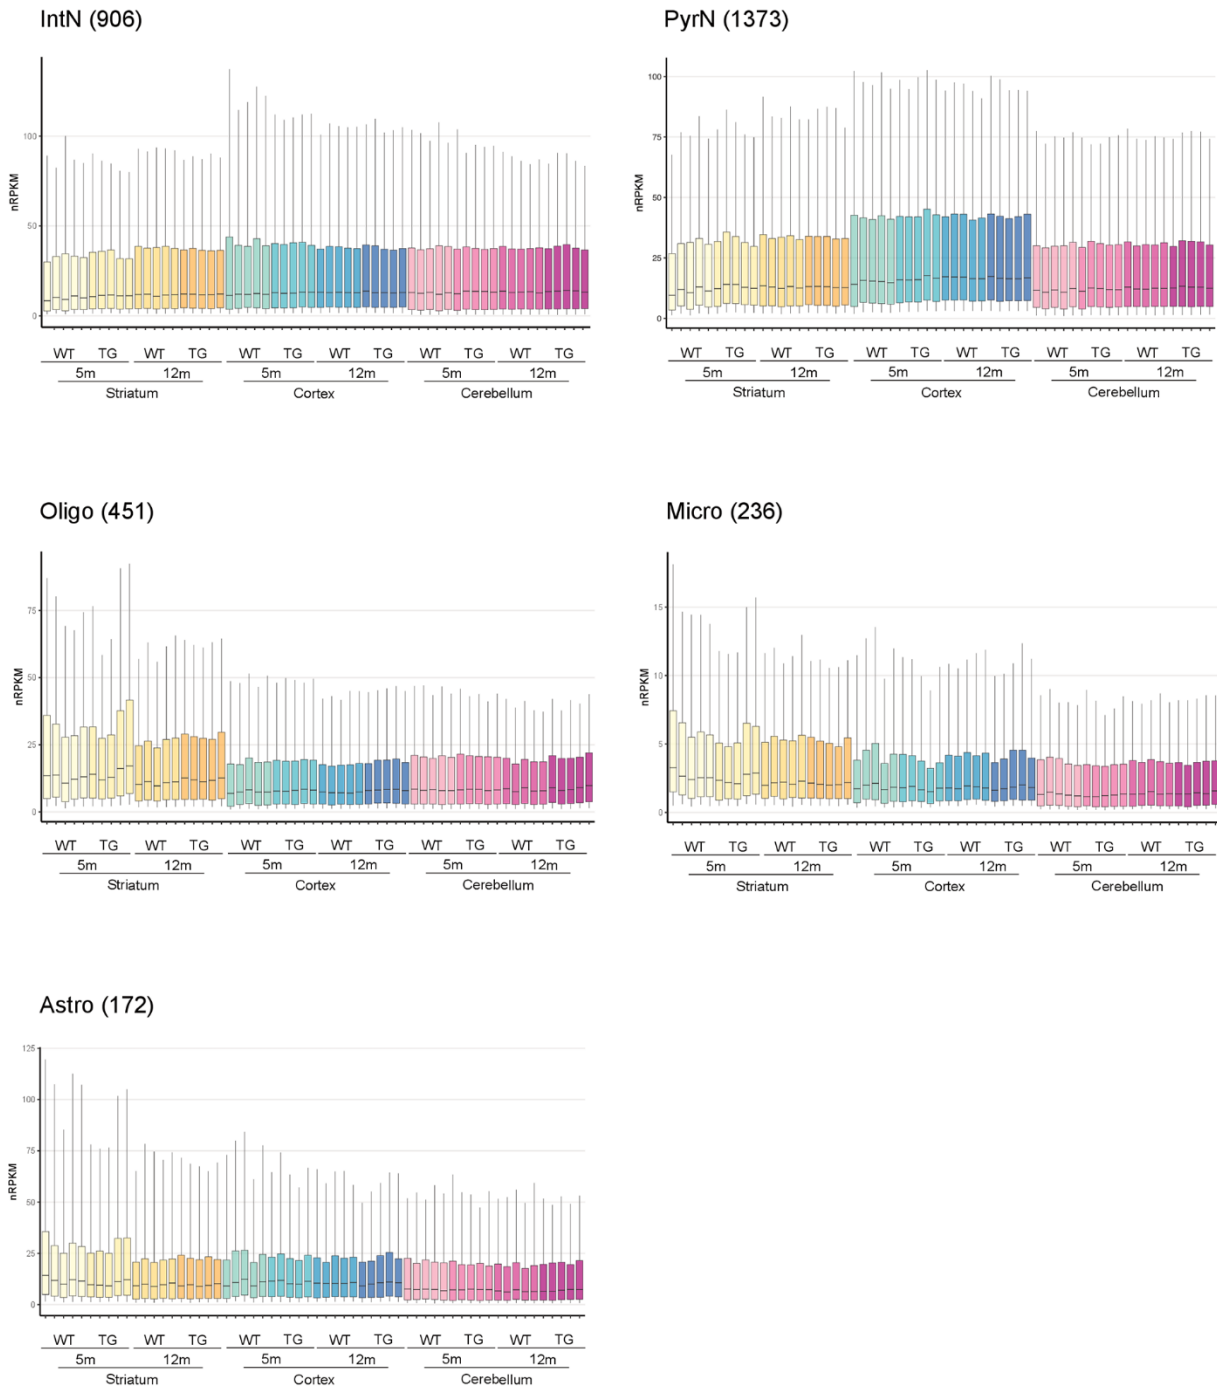 IntN (906)
100
50
0
nRPKM
WT TG WT TG WT TG WT TG WT TG WT TG
5m 12m 5m 12m 5m 12m
Striatum Cortex Cerebellum
PyrN (1373)
100
75
50
25
0
nRPKM
WT TG WT TG WT TG WT TG WT TG WT TG
5m 12m 5m 12m 5m 12m
Striatum Cortex Cerebellum
Oligo (451)
75
50
25
0
nRPKM
WT TG WT TG WT TG WT TG WT TG WT TG
5m 12m 5m 12m 5m 12m
Striatum Cortex Cerebellum
Micro (236)
15
10
5
0
nRPKM
WT TG WT TG WT TG WT TG WT TG WT TG
5m 12m 5m 12m 5m 12m
Striatum Cortex Cerebellum
Astro (172)
125
100
75
50
25
0
nRPKM
WT TG WT TG WT TG WT TG WT TG WT TG
5m 12m 5m 12m 5m 12m
Striatum Cortex Cerebellum